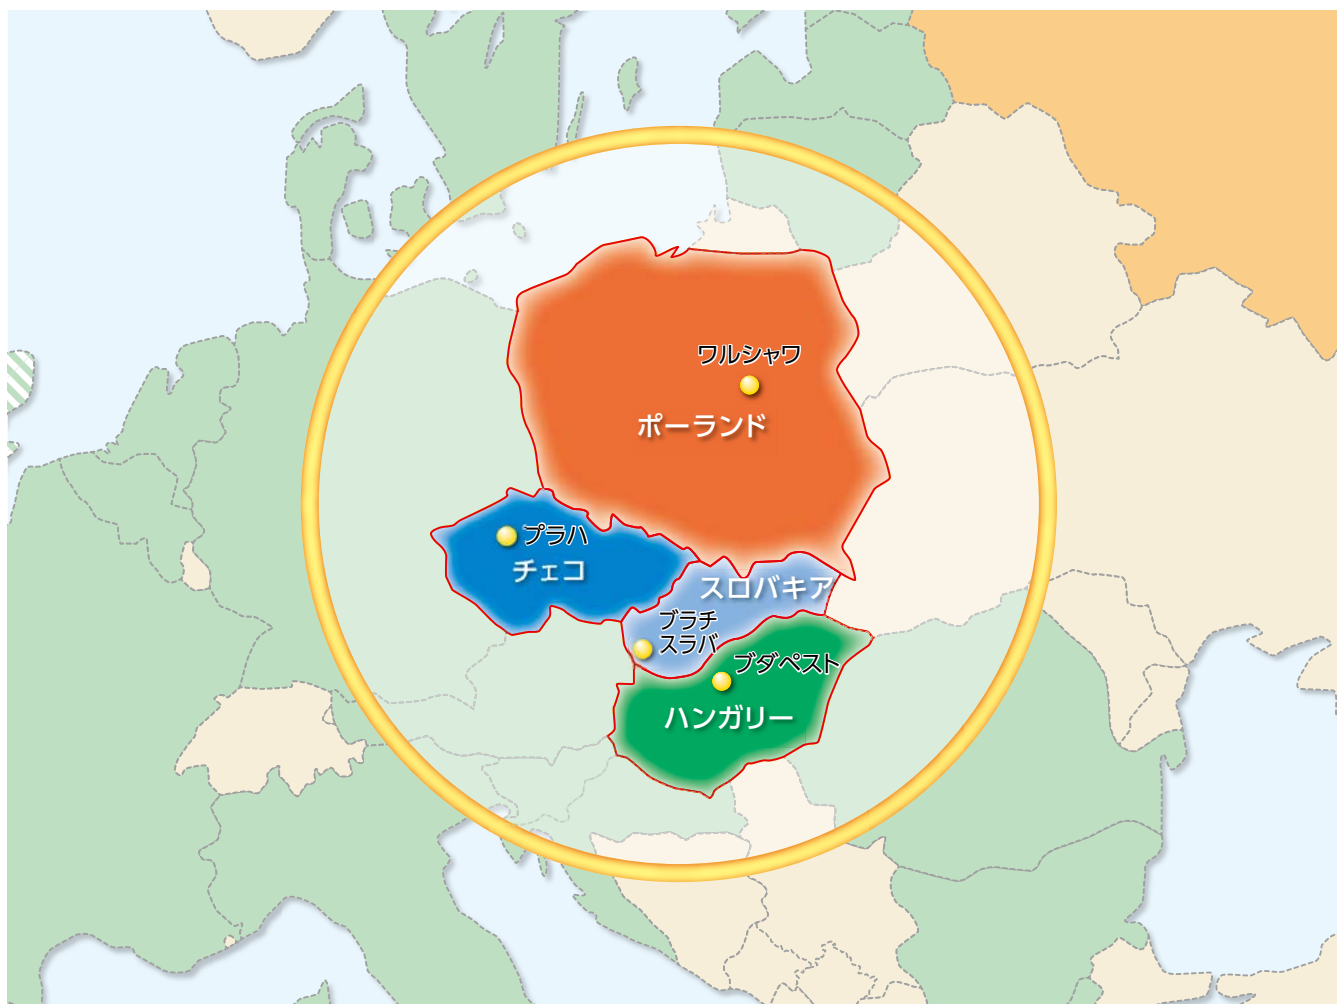 ワルシャワ
ポーランド
プラハ
チェコ
スロバキア
ブラチ
スラバ
ブダペスト
ハンガリー